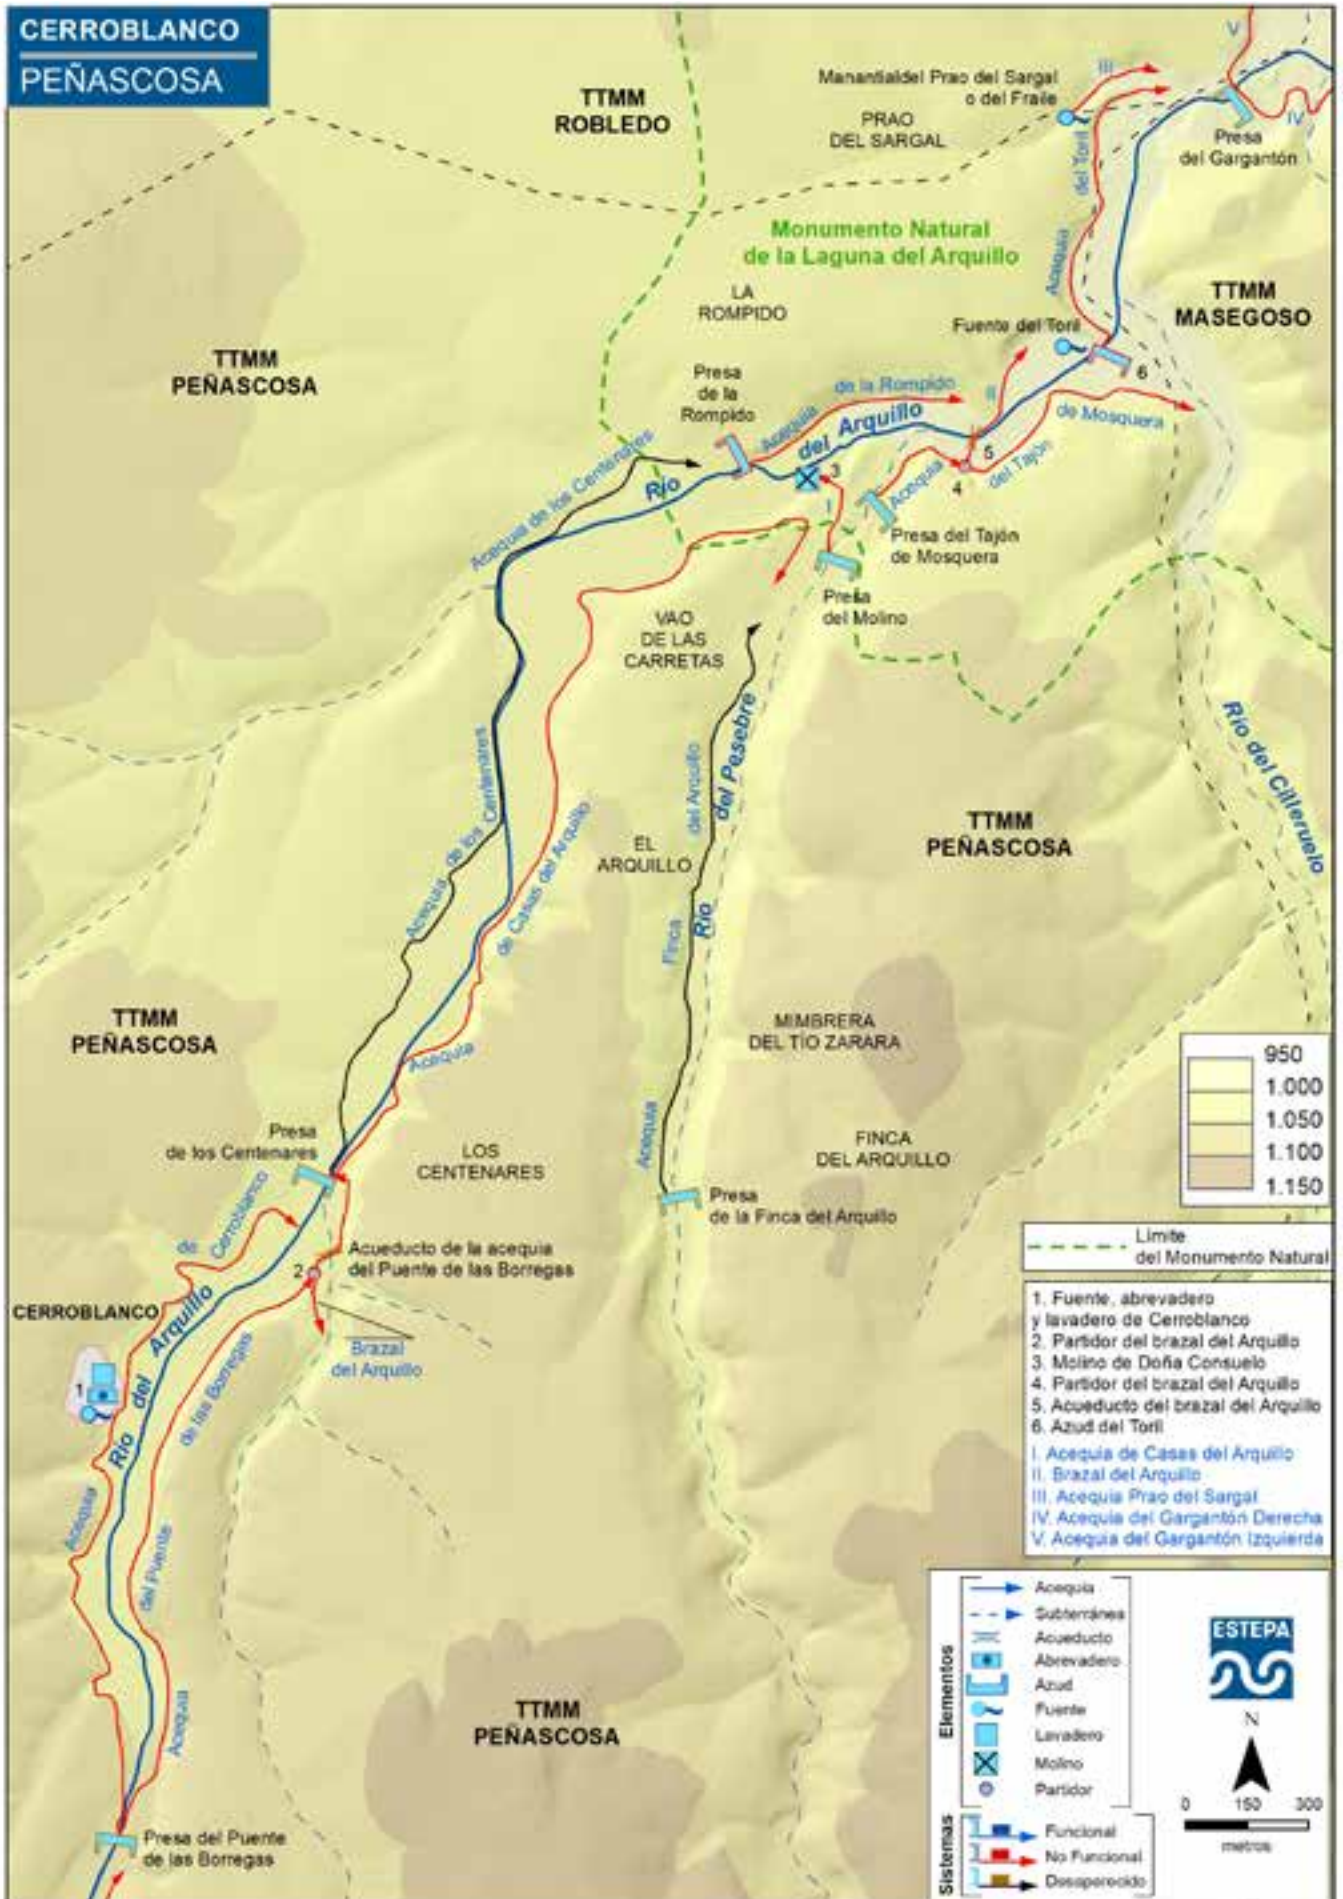 CERROBLANCO
PEÑASCOSA
TTMM
ROBLEDO
Manantialdel Prao del Sargal
o del Fraile
PRAO
DEL SARGAL
III
V
IV
Presa
del Gargantón
Acequia del Toril
Monumento Natural
de la Laguna del Arquillo
LA
ROMPIDO
TTMM
MASEGOSO
Fuente del Toril
6
TTMM
PEÑASCOSA
Presa
de la
Rompido
Acequia de la Rompido
II
Río del Arquillo
3
5
4
Acequia del Tajón de Mosquera
Acequia de los Centenares
Presa del Tajón
de Mosquera
Presa
del Molino
VAO
DE LAS
CARRETAS
Río del Cilleruelo
Acequia de los Centenares
Acequia de Casas del Arquillo
EL
ARQUILLO
Acequia Finca del Arquillo
Río del Pesebre
TTMM
PEÑASCOSA
TTMM
PEÑASCOSA
MIMBRERA
DEL TÍO ZARARA
Presa
de los Centenares
LOS
CENTENARES
FINCA
DEL ARQUILLO
Presa
de la Finca del Arquillo
Acequia de Cerroblanco
2
Acueducto de la acequia
del Puente de las Borregas
CERROBLANCO
1
Río del Arquillo
Brazal
del Arquillo
Acequia del Puente de las Borregas
TTMM
PEÑASCOSA
Presa del Puente
de las Borregas
950
1.000
1.050
1.100
1.150
Límite
del Monumento Natural
1. Fuente, abrevadero
y lavadero de Cerroblanco
2. Partidor del brazal del Arquillo
3. Molino de Doña Consuelo
4. Partidor del brazal del Arquillo
5. Acueducto del brazal del Arquillo
6. Azud del Toril
I. Acequia de Casas del Arquillo
II. Brazal del Arquillo
III. Acequia Prao del Sargal
IV. Acequia del Gargantón Derecha
V. Acequia del Gargantón Izquierda
Elementos
Acequia
Subterránea
Acueducto
Abrevadero
Azud
Fuente
Lavadero
Molino
Partidor
Sistemas
Funcional
No Funcional
Desaparecido
ESTEPA
N
0 150 300
metros